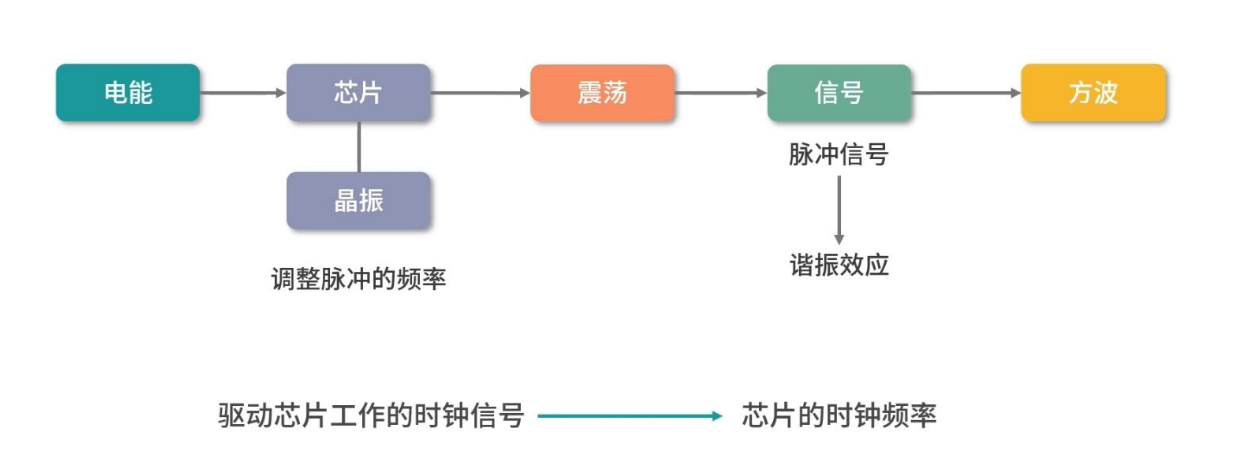 电能
芯片
震荡
信号
方波
脉冲信号
晶振
谐振效应
调整脉冲的频率
驱动芯片工作的时钟信号
芯片的时钟频率